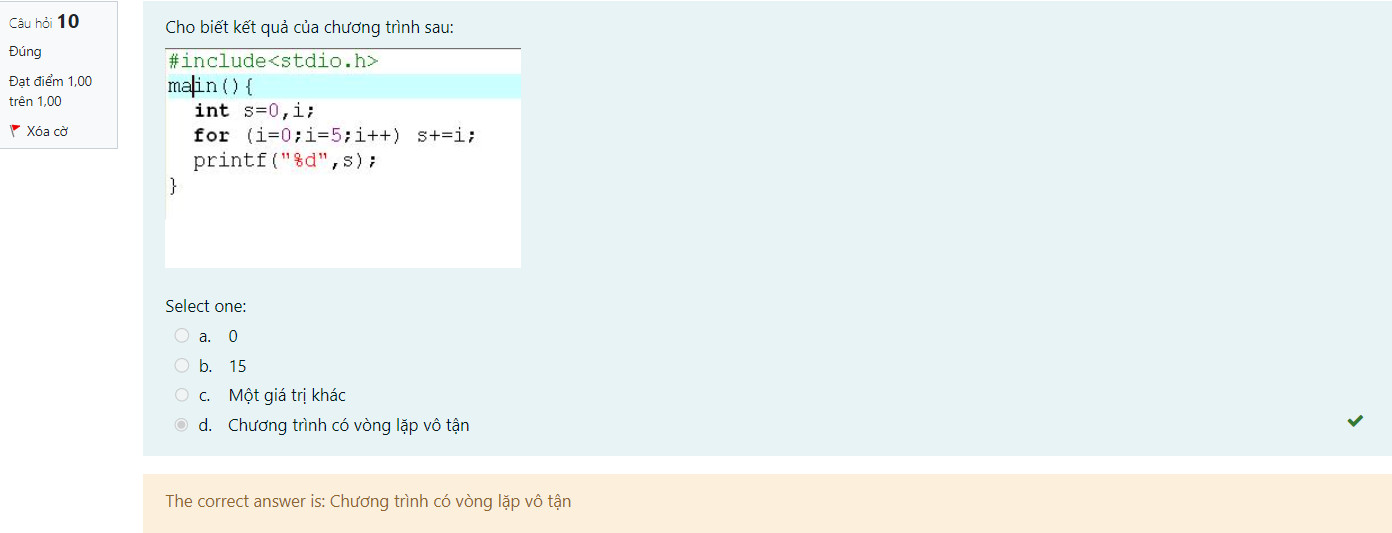 Câu hỏi 10
Đúng
Đạt điểm 1,00
trên 1,00
Xóa cờ
Cho biết kết quả của chương trình sau:
#include<stdio.h>
main(){
int s=0,i;
for (i=0;i=5;i++) s+=i;
printf("%d",s);
}
Select one:
a. 0
b. 15
c. Một giá trị khác
d. Chương trình có vòng lặp vô tận
The correct answer is: Chương trình có vòng lặp vô tận